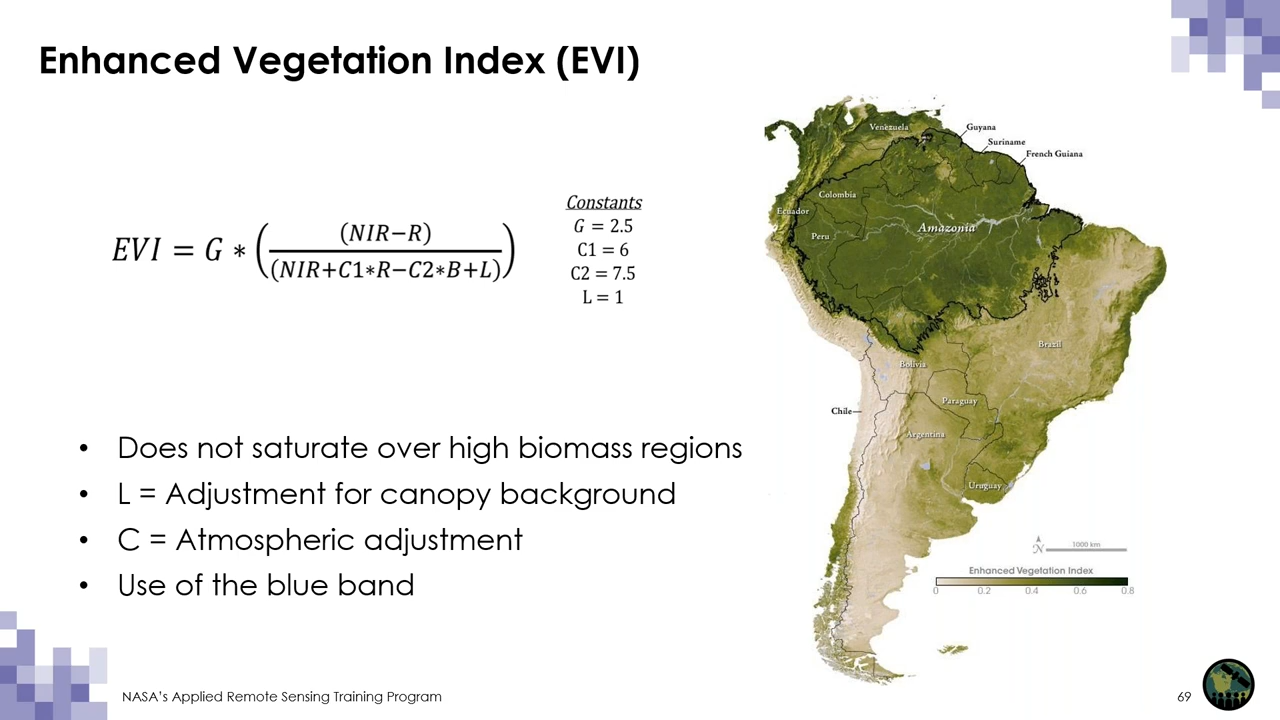 Enhanced Vegetation Index (EVI)
EVI = G ∗ ( (NIR−R) / (NIR+C1∗R−C2∗B+L) )
Constants
G = 2.5
C1 = 6
C2 = 7.5
L = 1
• Does not saturate over high biomass regions
• L = Adjustment for canopy background
• C = Atmospheric adjustment
• Use of the blue band
Venezuela
Guyana
Suriname
French Guiana
Colombia
Ecuador
Peru
Amazonia
Brazil
Bolivia
Paraguay
Chile
Argentina
Uruguay
N
1000 km
Enhanced Vegetation Index
0 0.2 0.4 0.6 0.8
NASA's Applied Remote Sensing Training Program
69